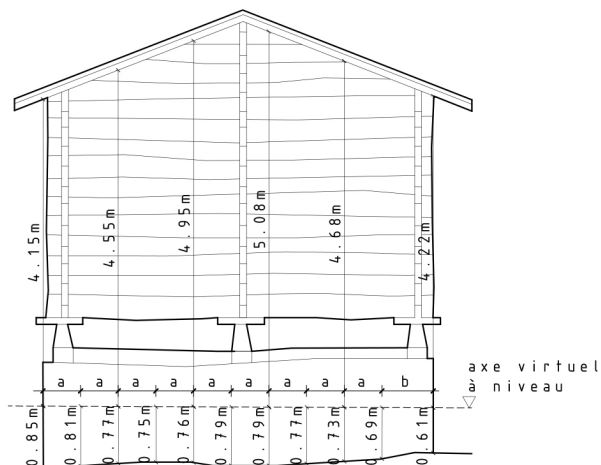 4.15m
4.55m
4.95m
5.08m
4.68m
4.22m
axe virtuel
à niveau
a a a a a a a a a b
0.85m
0.81m
0.77m
0.75m
0.76m
0.79m
0.79m
0.77m
0.73m
0.69m
0.61m